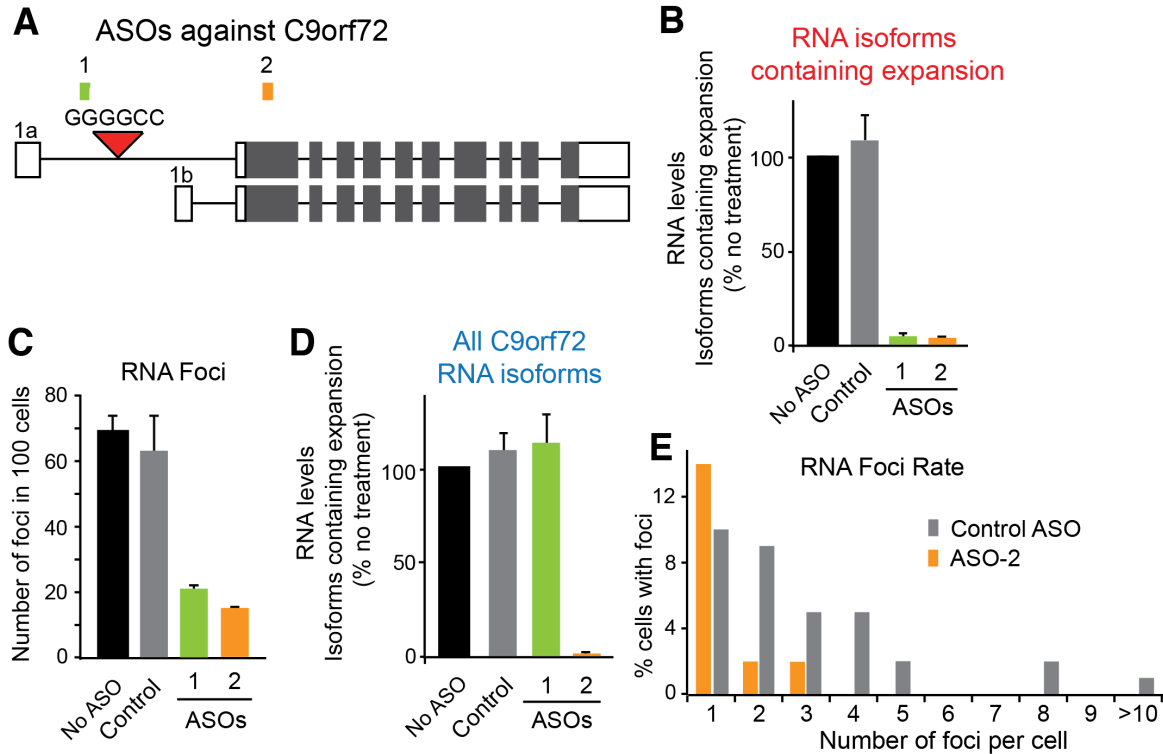 A
ASOs against C9orf72
1
2
GGGGCC
1a
1b
B
RNA isoforms
containing expansion
RNA levels
Isoforms containing expansion
(% no treatment)
100
50
0
No ASO
Control
1
2
ASOs
C
RNA Foci
Number of foci in 100 cells
80
60
40
20
0
No ASO
Control
1
2
ASOs
D
All C9orf72
RNA isoforms
RNA levels
Isoforms containing expansion
(% no treatment)
100
50
0
No ASO
Control
1
2
ASOs
E
RNA Foci Rate
% cells with foci
12
8
4
0
Control ASO
ASO-2
1 2 3 4 5 6 7 8 9 >10
Number of foci per cell